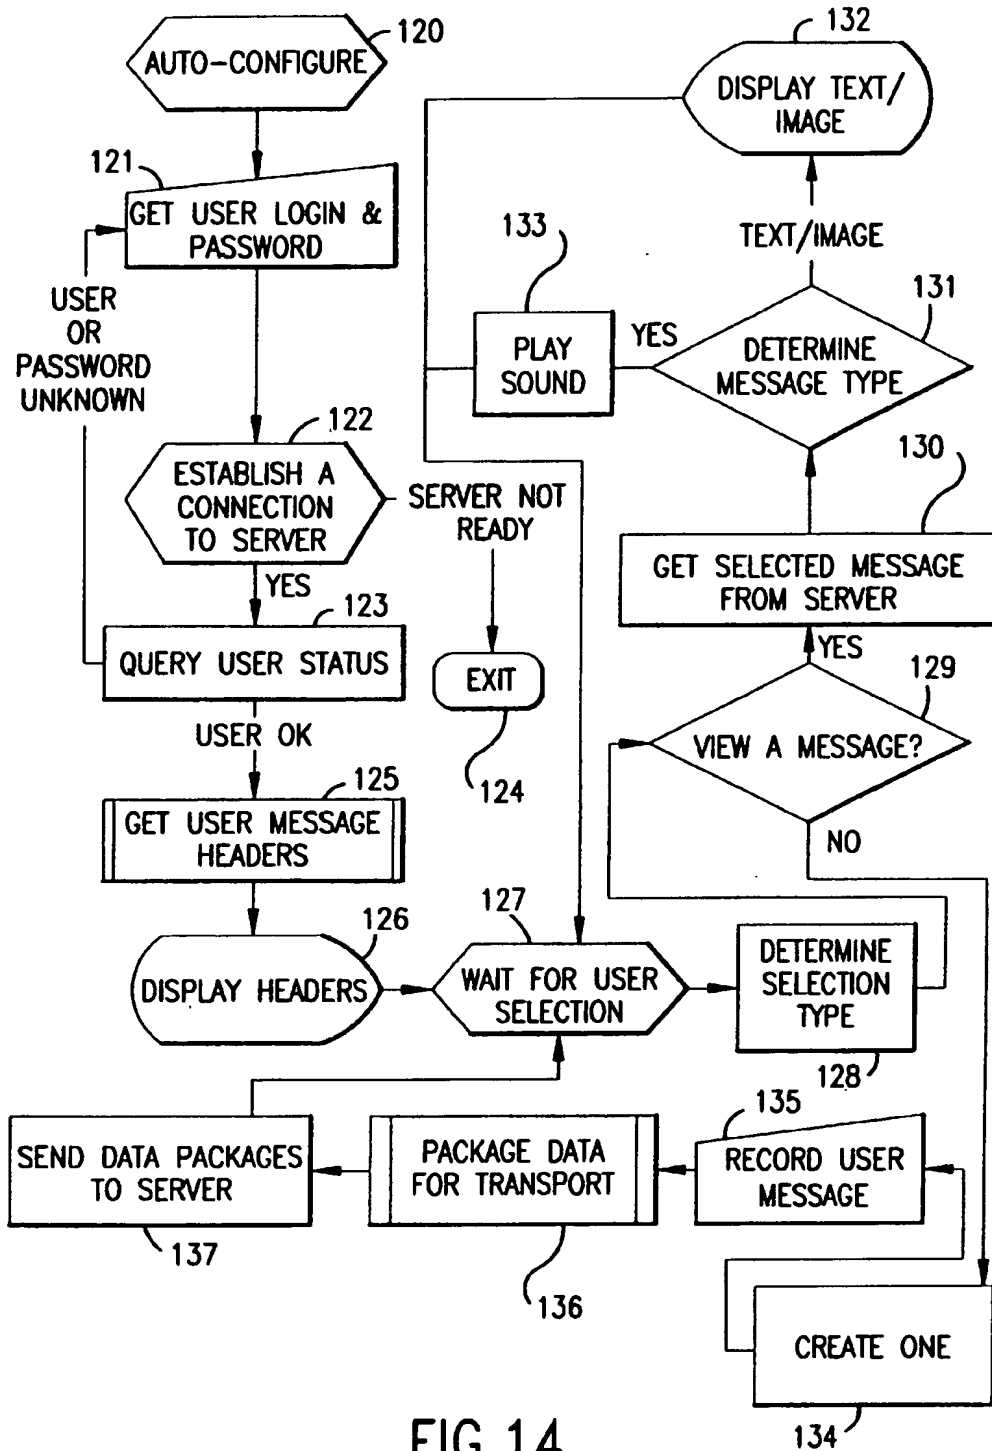 120
AUTO-CONFIGURE
121
GET USER LOGIN &
PASSWORD
USER
OR
PASSWORD
UNKNOWN
122
ESTABLISH A
CONNECTION
TO SERVER
SERVER NOT
READY
YES
123
QUERY USER STATUS
EXIT
124
USER OK
125
GET USER MESSAGE
HEADERS
126
DISPLAY HEADERS
127
WAIT FOR USER
SELECTION
DETERMINE
SELECTION
TYPE
128
129
VIEW A MESSAGE?
YES
NO
130
GET SELECTED MESSAGE
FROM SERVER
131
DETERMINE
MESSAGE TYPE
TEXT/IMAGE
132
DISPLAY TEXT/
IMAGE
YES
133
PLAY
SOUND
CREATE ONE
134
135
RECORD USER
MESSAGE
PACKAGE DATA
FOR TRANSPORT
136
SEND DATA PACKAGES
TO SERVER
137
FIG.14